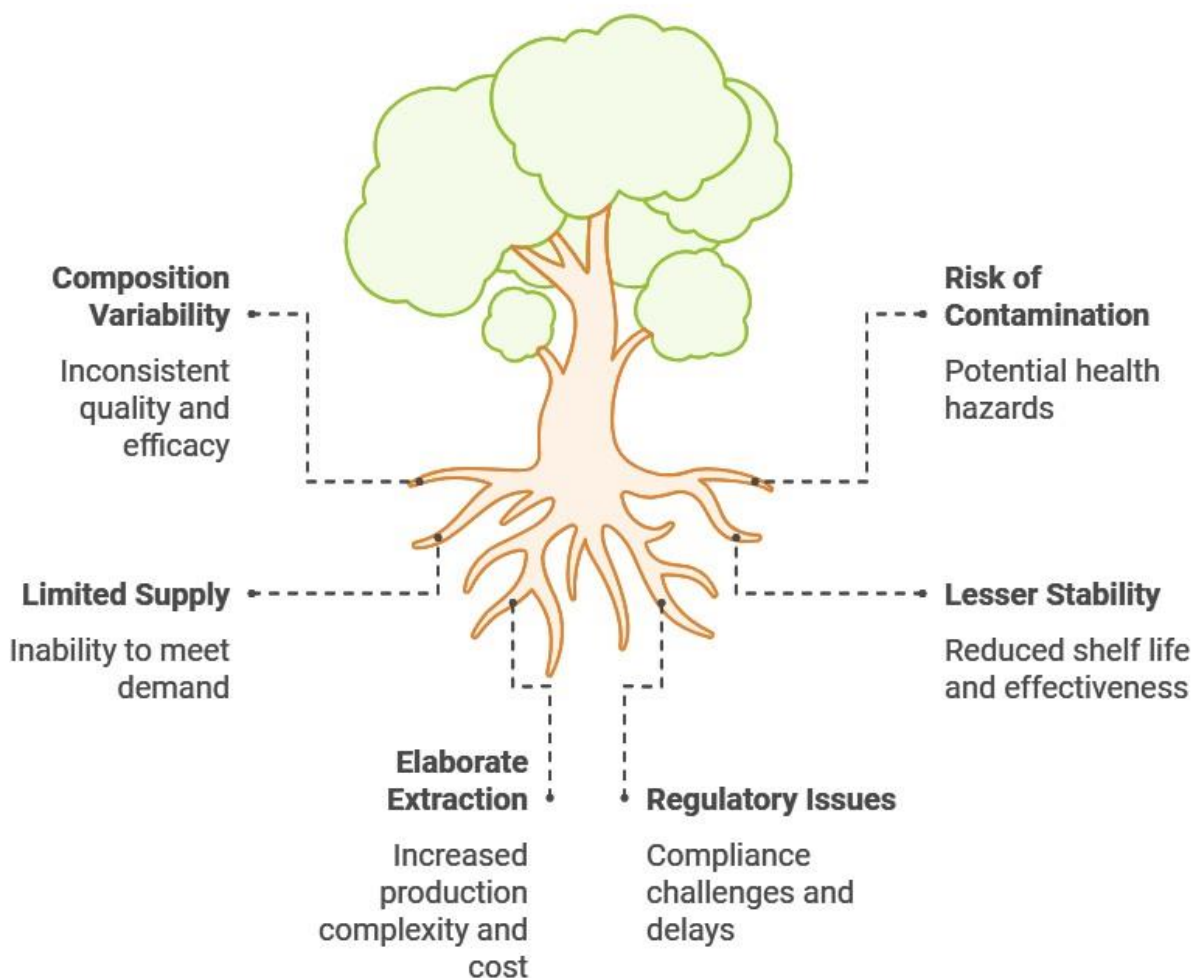 Composition
Variability
Inconsistent
quality and
efficacy
Risk of
Contamination
Potential health
hazards
Limited Supply
Inability to meet
demand
Lesser Stability
Reduced shelf life
and effectiveness
Elaborate
Extraction
Increased
production
complexity and
cost
Regulatory Issues
Compliance
challenges and
delays